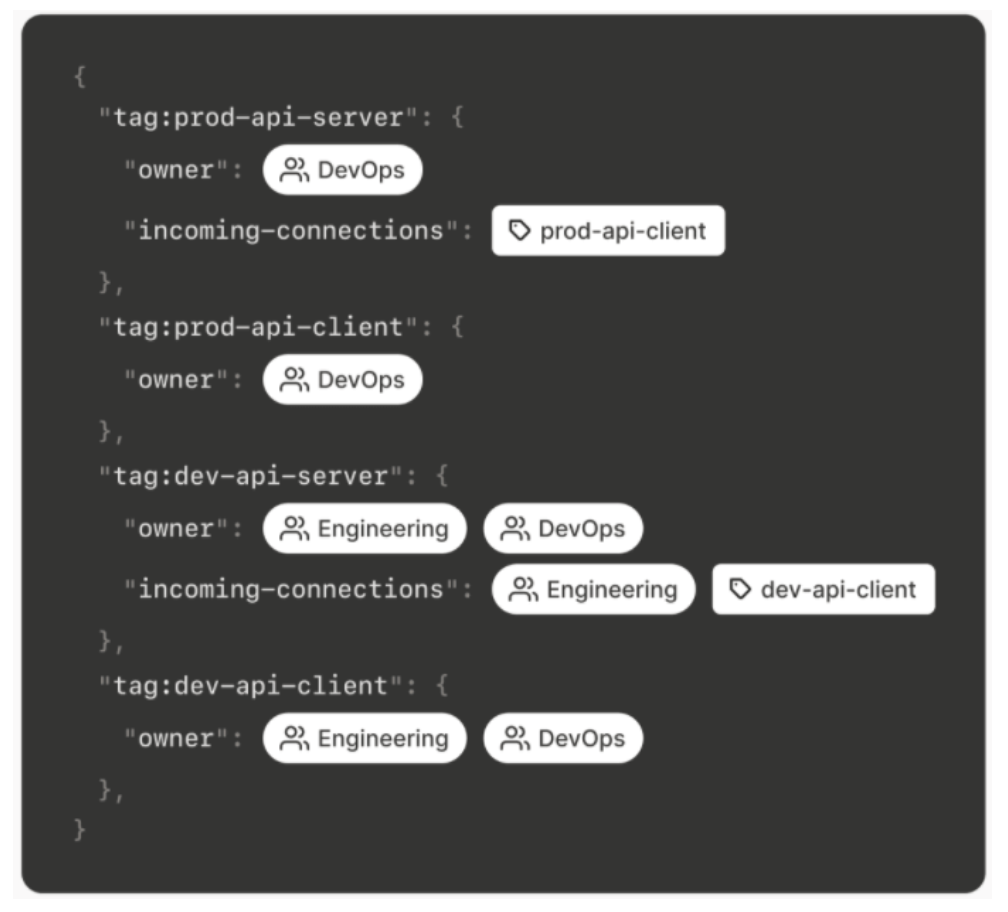 {
"tag:prod-api-server": {
"owner": DevOps
"incoming-connections": prod-api-client
},
"tag:prod-api-client": {
"owner": DevOps
},
"tag:dev-api-server": {
"owner": Engineering DevOps
"incoming-connections": Engineering dev-api-client
},
"tag:dev-api-client": {
"owner": Engineering DevOps
},
}